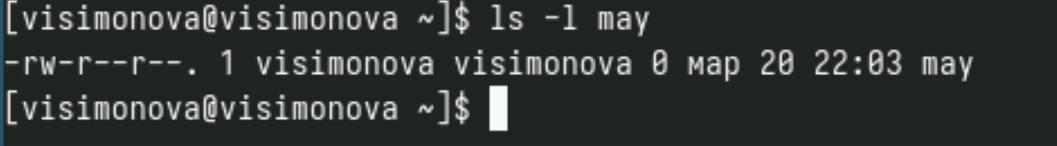 [visimonova@visimonova ~]$ ls -l may
-rw-r--r--. 1 visimonova visimonova 0 мар 20 22:03 may
[visimonova@visimonova ~]$